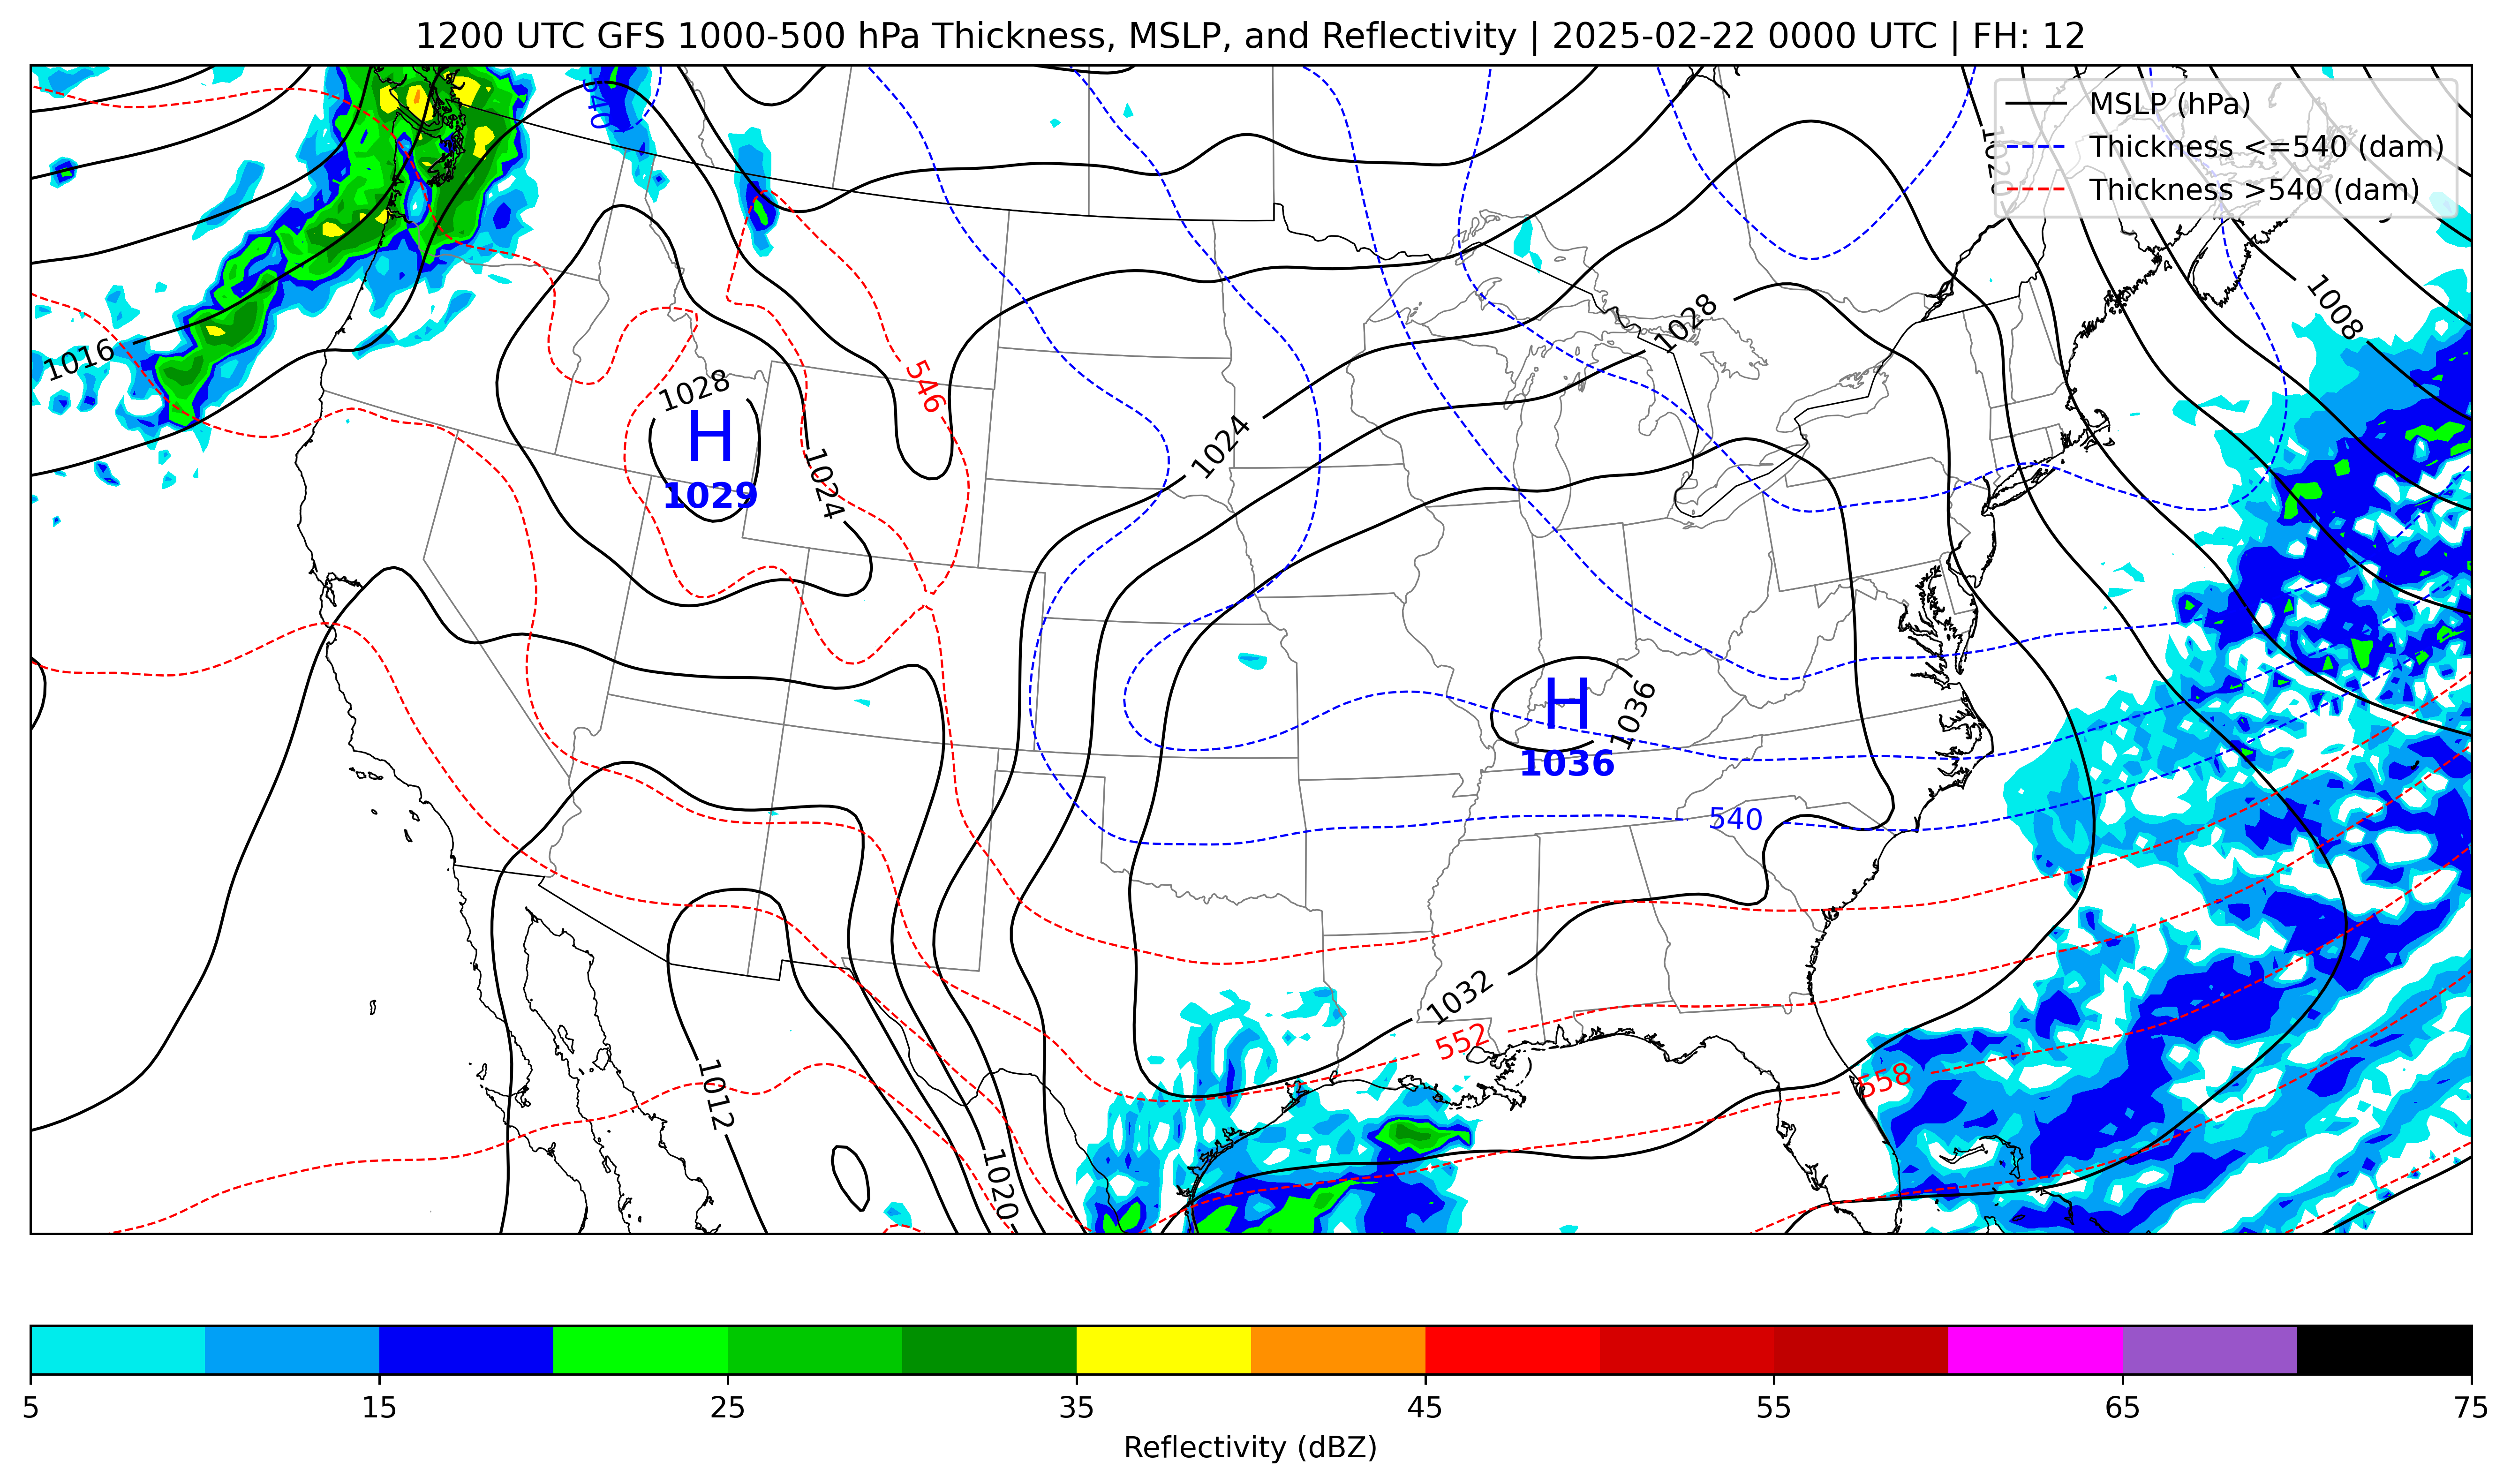 1200 UTC GFS 1000-500 hPa Thickness, MSLP, and Reflectivity | 2025-02-22 0000 UTC | FH: 12
MSLP (hPa)
Thickness <=540 (dam)
Thickness >540 (dam)
540
1020
1008
1028
1016
546
1028
H
1029
1024
1024
H
1036
1036
540
1032
552
558
1012
1020
5 15 25 35 45 55 65 75
Reflectivity (dBZ)